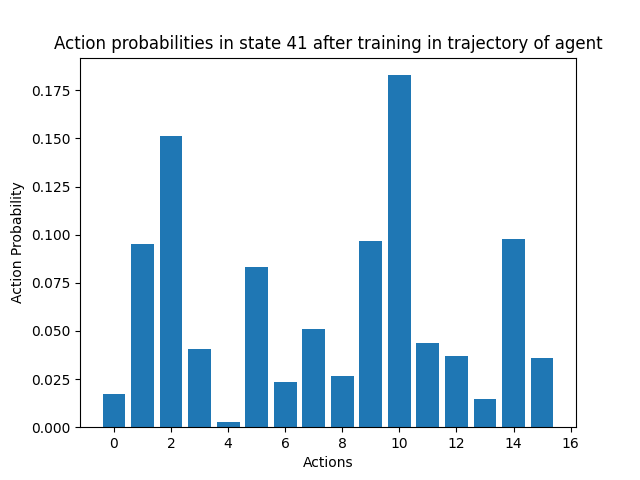 Action probabilities in state 41 after training in trajectory of agent
0.175
0.150
0.125
0.100
0.075
0.050
0.025
0.000
Action Probability
0 2 4 6 8 10 12 14 16
Actions